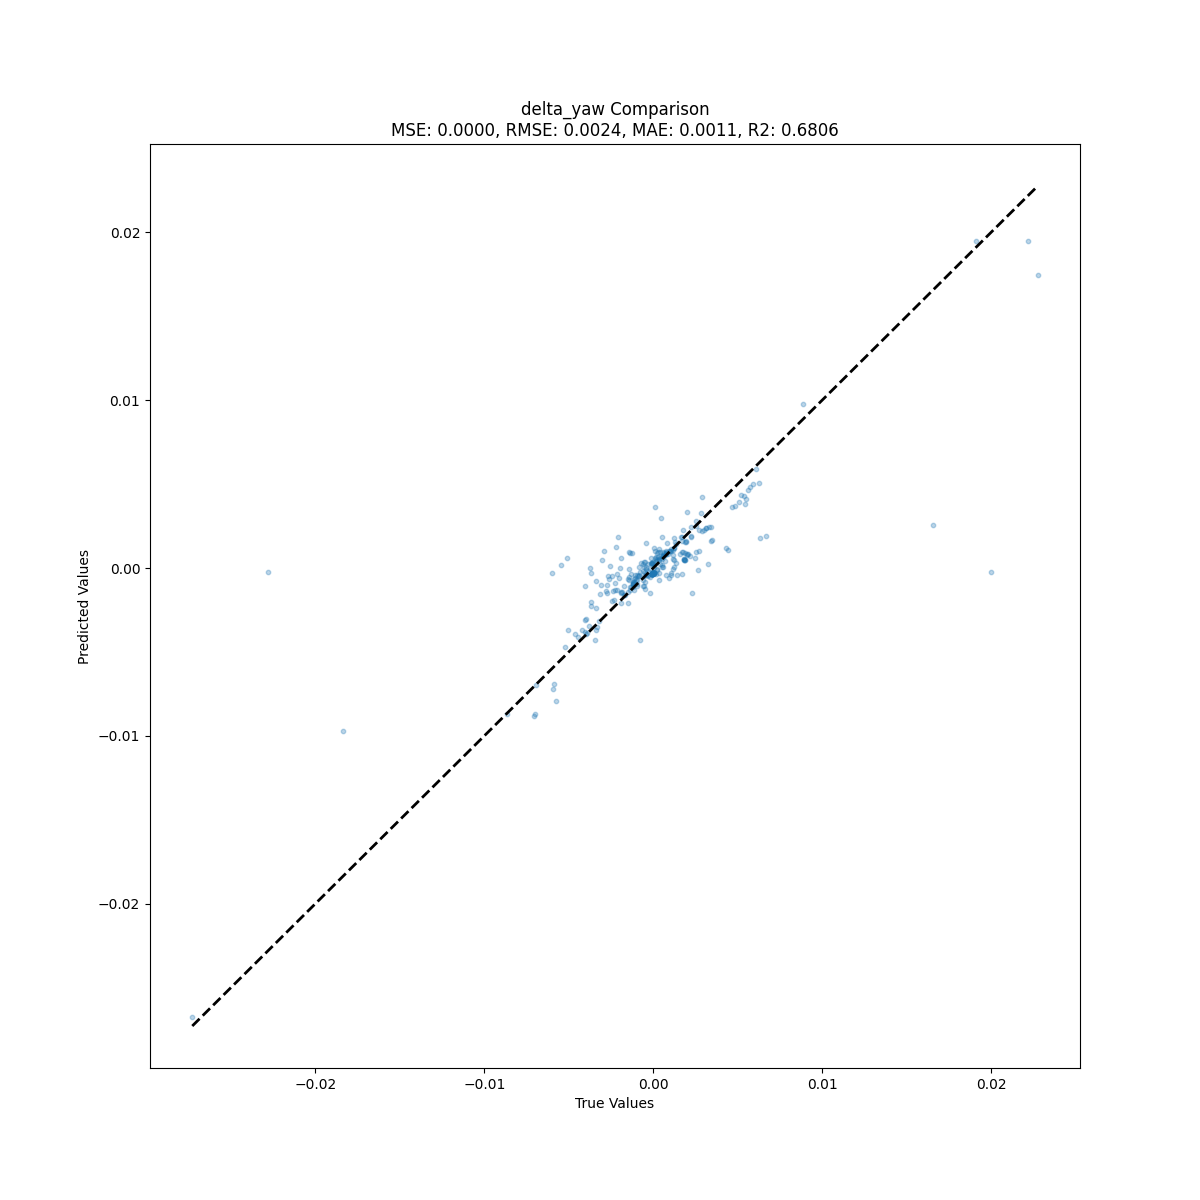 delta_yaw Comparison
MSE: 0.0000, RMSE: 0.0024, MAE: 0.0011, R2: 0.6806
Predicted Values
0.02
0.01
0.00
−0.01
−0.02
−0.02 −0.01 0.00 0.01 0.02
True Values